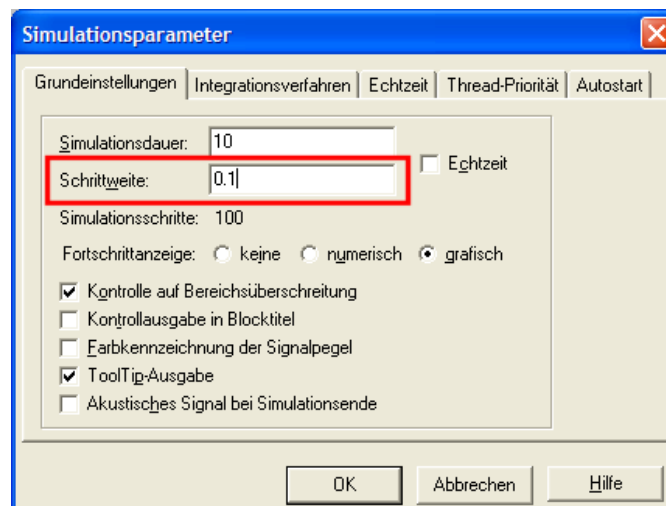 Simulationsparameter
Grundeinstellungen Integrationsverfahren Echtzeit Thread-Priorität Autostart
Simulationsdauer: 10
Schrittweite: 0.1 Echtzeit
Simulationsschritte: 100
Fortschrittanzeige: keine numerisch grafisch
Kontrolle auf Bereichsüberschreitung
Kontrollausgabe in Blocktitel
Farbkennzeichnung der Signalpegel
ToolTip-Ausgabe
Akustisches Signal bei Simulationsende
OK Abbrechen Hilfe